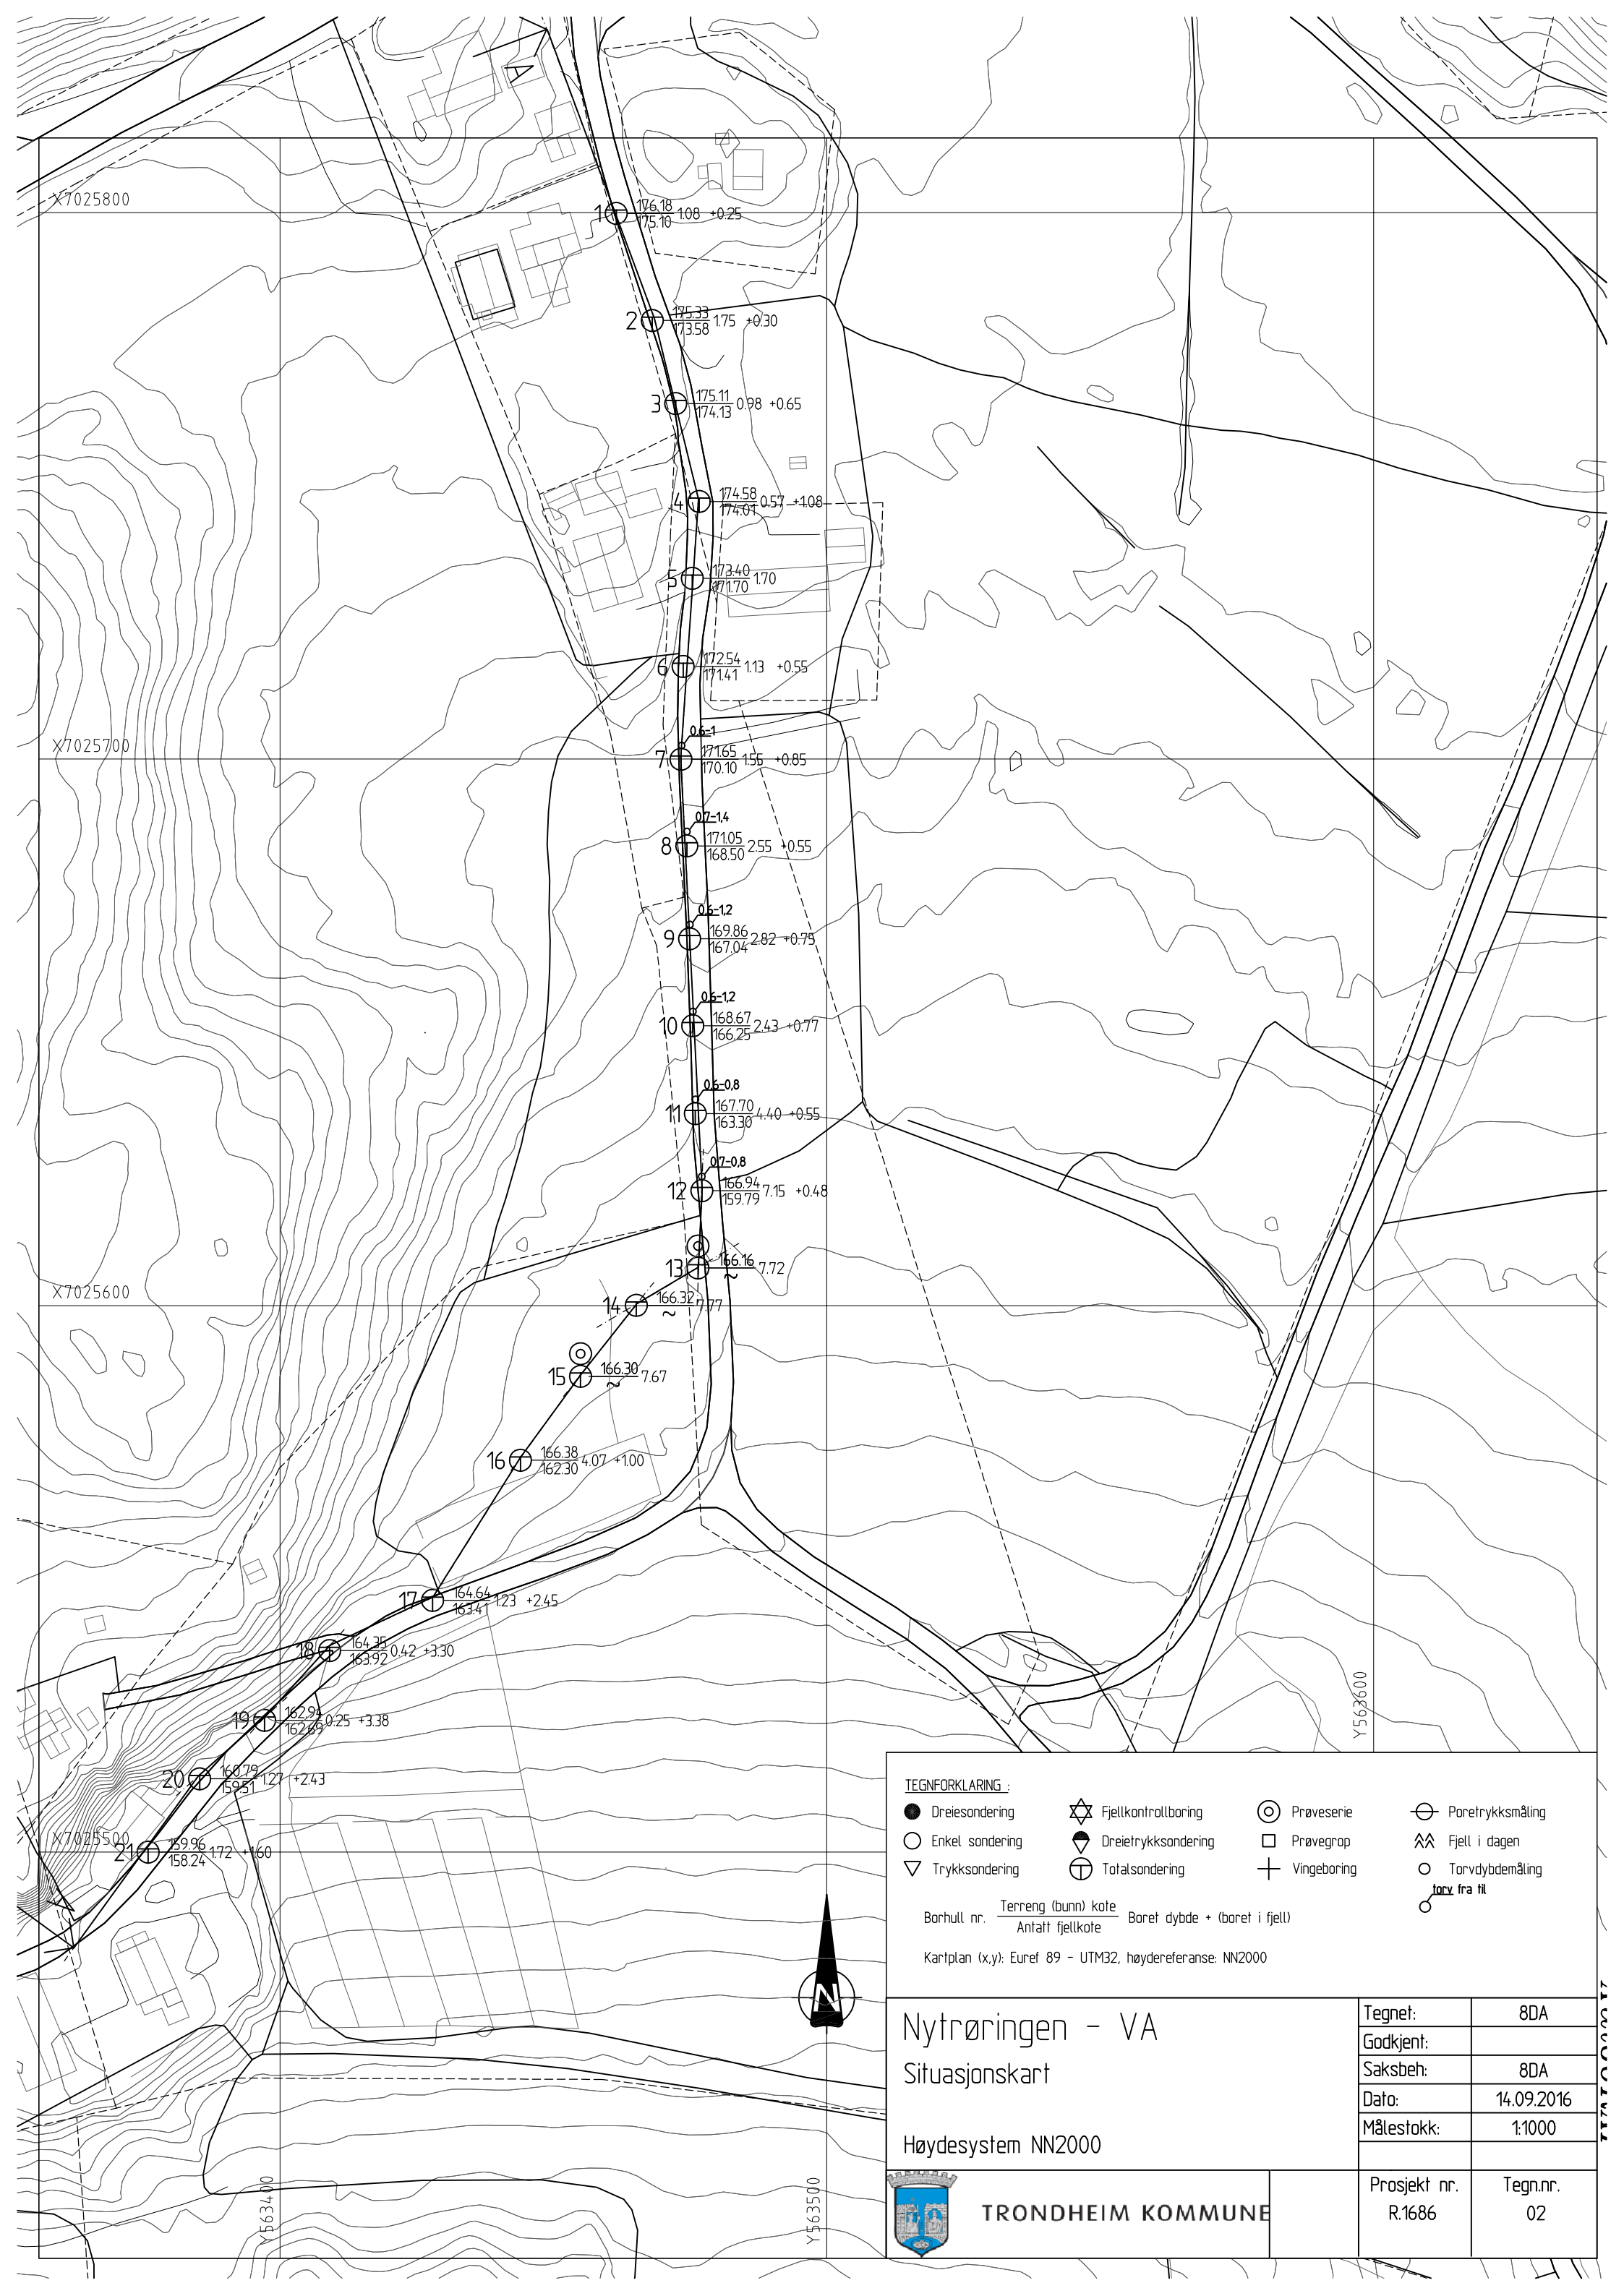 A
X7025800
1 176.18 1.08 +0.25
175.10
2 175.33 1.75 +0.30
173.58
3 175.11 0.98 +0.65
174.13
4 174.58 0.57 +1.08
174.01
5 173.40 1.70
171.70
6 172.54 1.13 +0.55
171.41
0.6-1
X7025700
7 171.65 1.55 +0.85
170.10
0.7-1,4
8 171.05 2.55 +0.55
168.50
0.6-1,2
9 169.86 2.82 +0.75
167.04
0.6-1,2
10 168.67 2.43 +0.77
166.25
0.6-0,8
11 167.70 4.40 +0.55
163.30
0.7-0,8
12 166.94 7.15 +0.48
159.79
13 166.16 7.72
~
X7025600
14 166.32 7.77
~
15 166.30 7.67
~
16 166.38 4.07 +1.00
162.30
17 164.64 1.23 +2.45
163.41
18 164.35 0.42 +3.30
163.92
19 162.94 0.25 +3.38
162.69
20 160.79 1.27 +2.43
159.51
X7025500
21 159.96 1.72 +1.60
158.24
Y563400
Y563500
Y563600
N
TEGNFORKLARING :
Dreiesondering Fjellkontrollboring Prøveserie Poretrykksmåling
Enkel sondering Dreietrykksondering Prøvegrop Fjell i dagen
Trykksondering Totalsondering Vingeboring Torvdybdemåling
torv fra til
Borhull nr. Terreng (bunn) kote Boret dybde + (boret i fjell)
Antatt fjellkote
Kartplan (x,y): Euref 89 - UTM32, høydereferanse: NN2000
Nytrøringen - VA
Situasjonskart
Høydesystem NN2000
Tegnet: 8DA
Godkjent:
Saksbeh: 8DA
Dato: 14.09.2016
Målestokk: 1:1000
TRONDHEIM KOMMUNE
Prosjekt nr. Tegn.nr.
R.1686 02